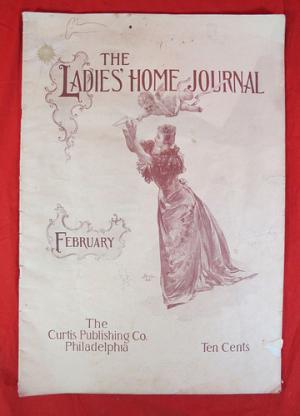 THE
LADIES' HOME JOURNAL
FEBRUARY
The
Curtis Publishing Co.
Philadelphia
Ten Cents